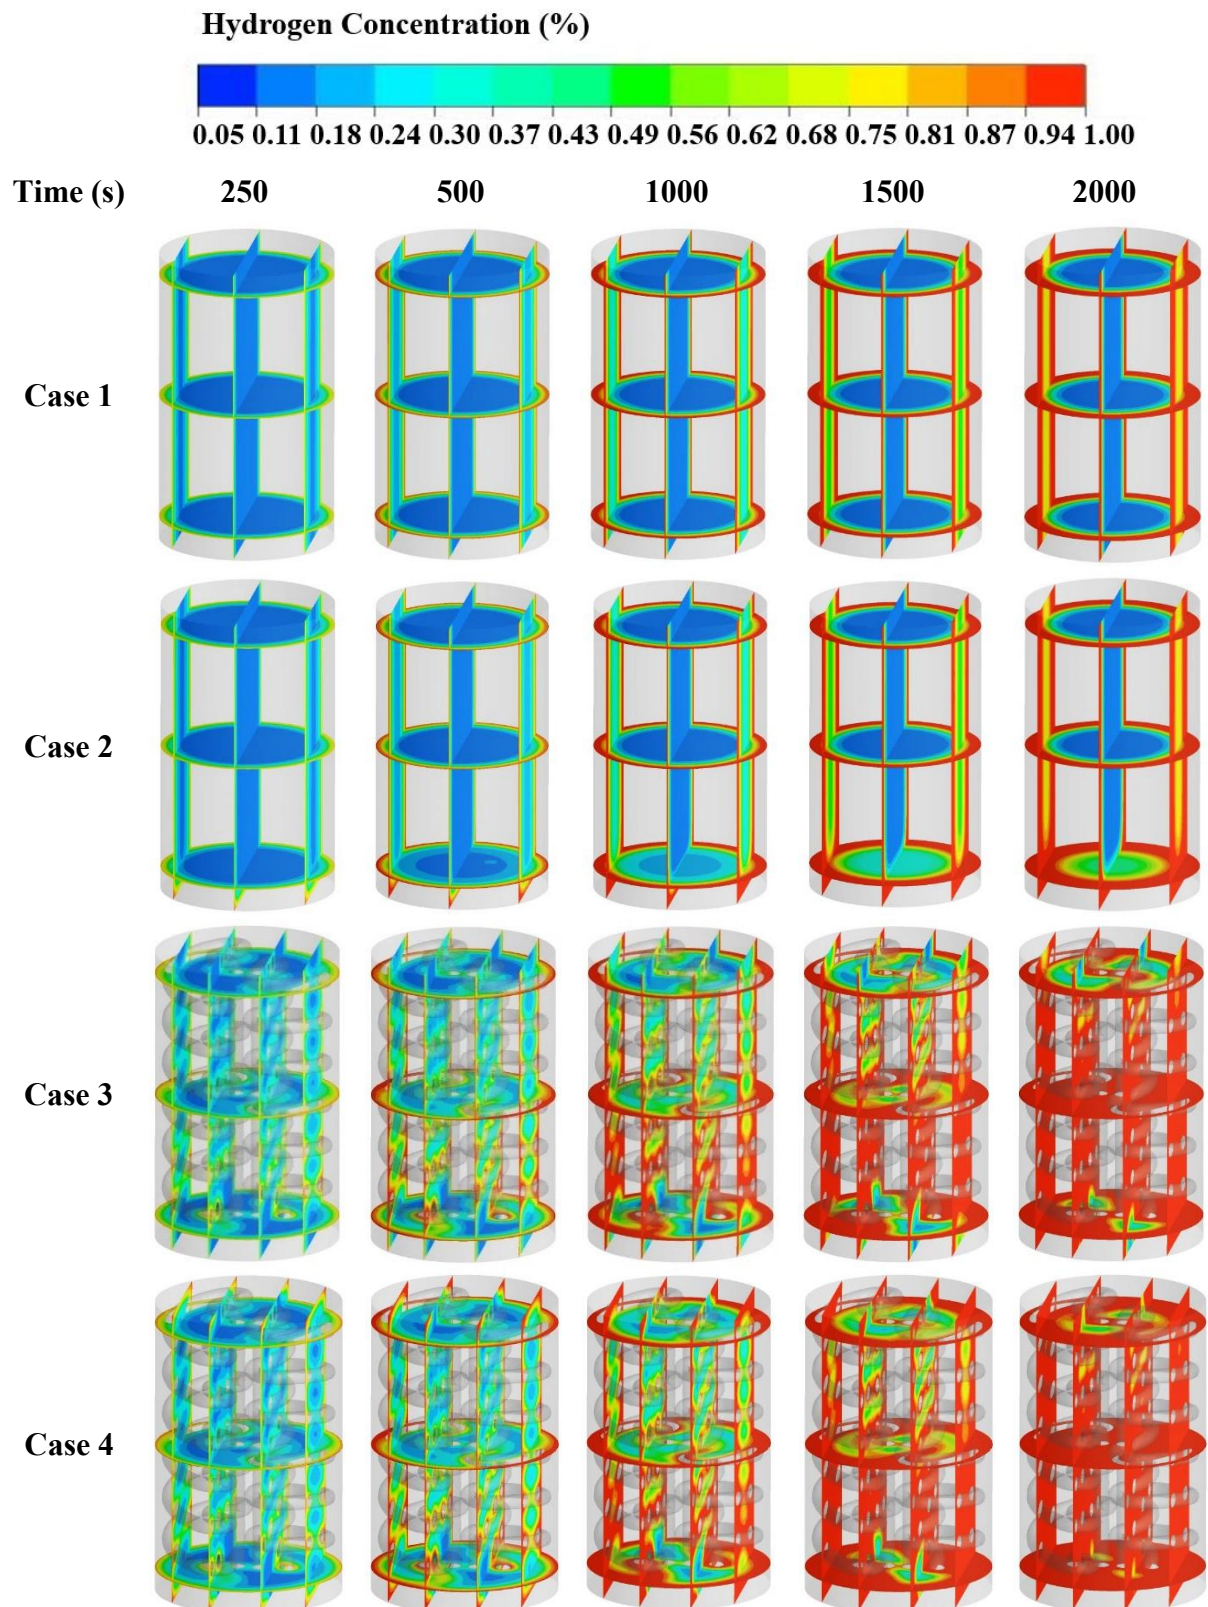 Hydrogen Concentration (%)
0.05 0.11 0.18 0.24 0.30 0.37 0.43 0.49 0.56 0.62 0.68 0.75 0.81 0.87 0.94 1.00
Time (s) 250 500 1000 1500 2000
Case 1
Case 2
Case 3
Case 4